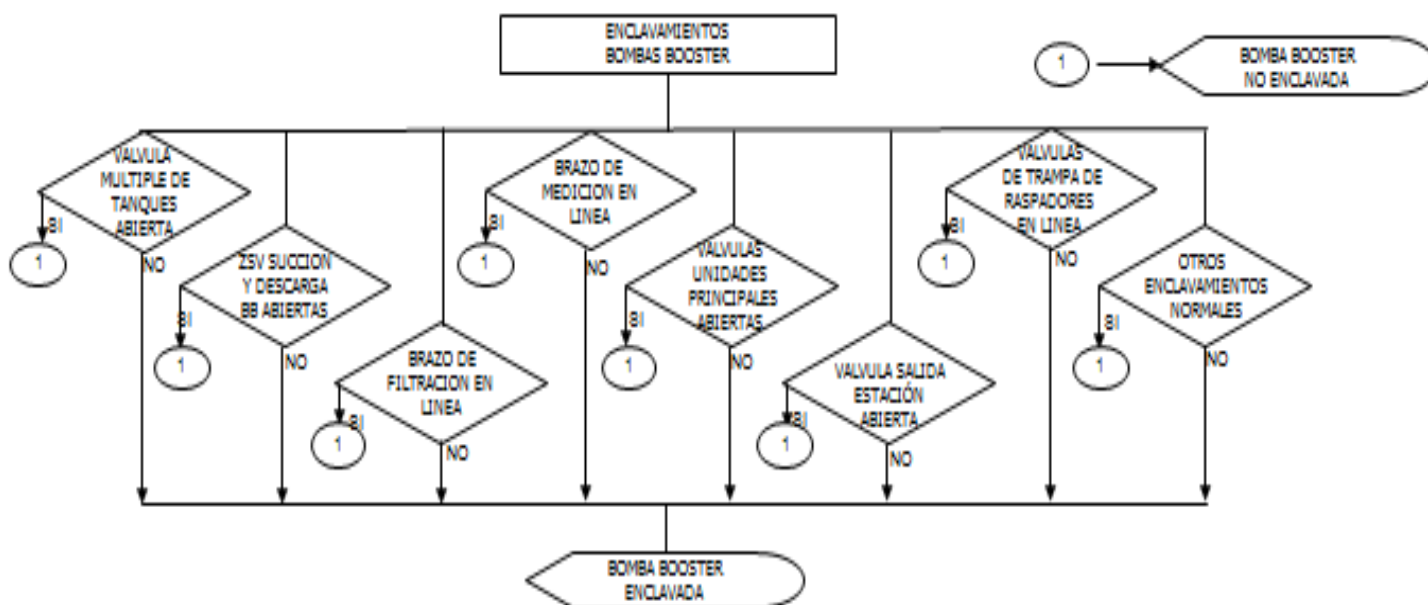 ENCLAVAMIENTOS
BOMBAS BOOSTER
1
BOMBA BOOSTER
NO ENCLAVADA
VALVULA
MULTIPLE DE
TANQUES
ABIERTA
SI
1
NO
ZSV SUCCION
Y DESCARGA
BB ABIERTAS
SI
1
NO
BRAZO DE
FILTRACION EN
LINEA
SI
1
NO
BRAZO DE
MEDICION EN
LINEA
SI
1
NO
VALVULAS
UNIDADES
PRINCIPALES
ABIERTAS
SI
1
NO
VALVULA SALIDA
ESTACIÓN
ABIERTA
SI
1
NO
VALVULAS
DE TRAMPA DE
RASPADORES
EN LINEA
SI
1
NO
OTROS
ENCLAVAMIENTOS
NORMALES
SI
1
NO
BOMBA BOOSTER
ENCLAVADA